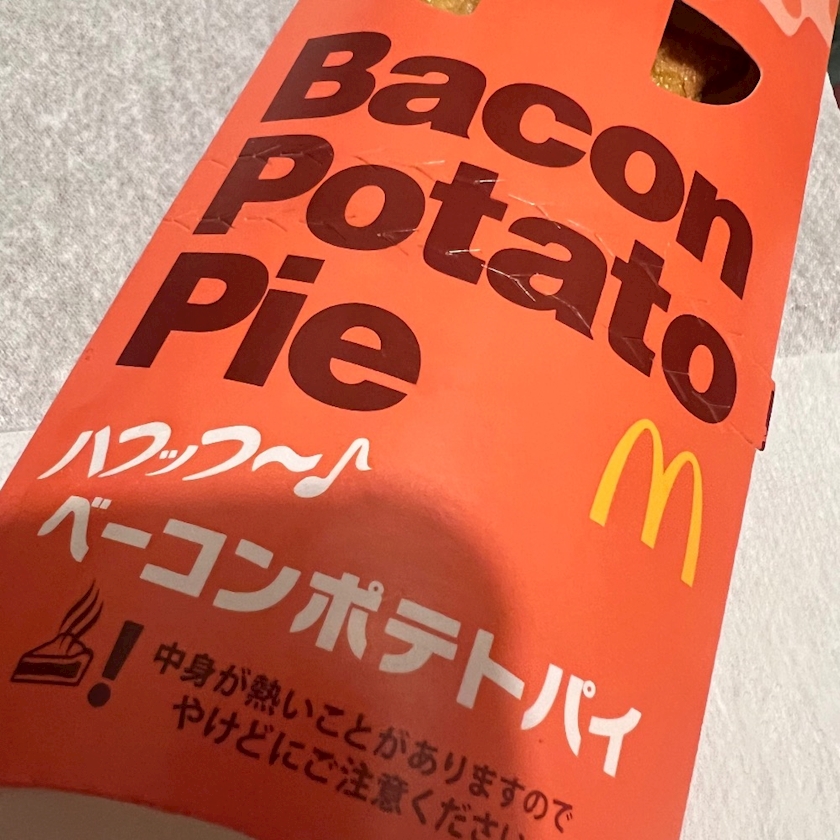 Bacon
Potato
Pie
ハフッフ〜♪
ベーコンポテトパイ
!
中身が熱いことがありますので
やけどにご注意ください